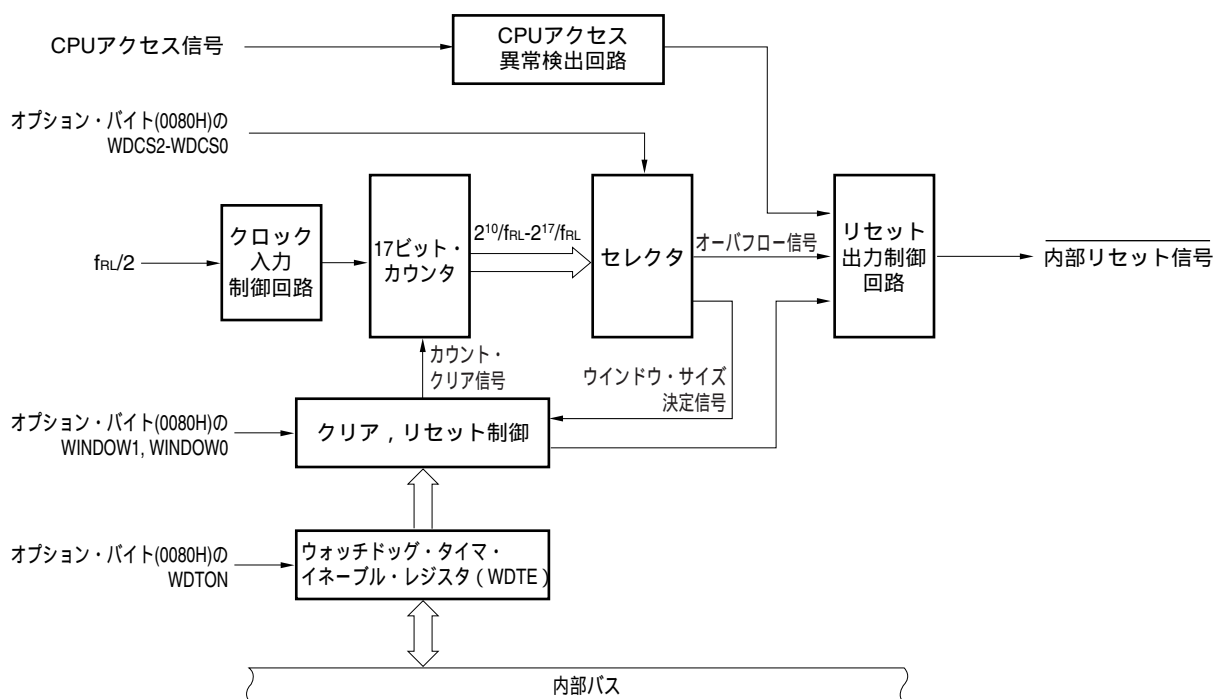 CPUアクセス信号
CPUアクセス
異常検出回路
オプション・バイト(0080H)の
WDCS2-WDCS0
fRL/2
クロック
入力
制御回路
17ビット・
カウンタ
2¹⁰/fRL-2¹⁷/fRL
セレクタ
オーバフロー信号
リセット
出力制御
回路
内部リセット信号
カウント・
クリア信号
ウインドウ・サイズ
決定信号
オプション・バイト(0080H)の
WINDOW1, WINDOW0
クリア，リセット制御
オプション・バイト(0080H)の
WDTON
ウォッチドッグ・タイマ・
イネーブル・レジスタ（WDTE）
内部バス